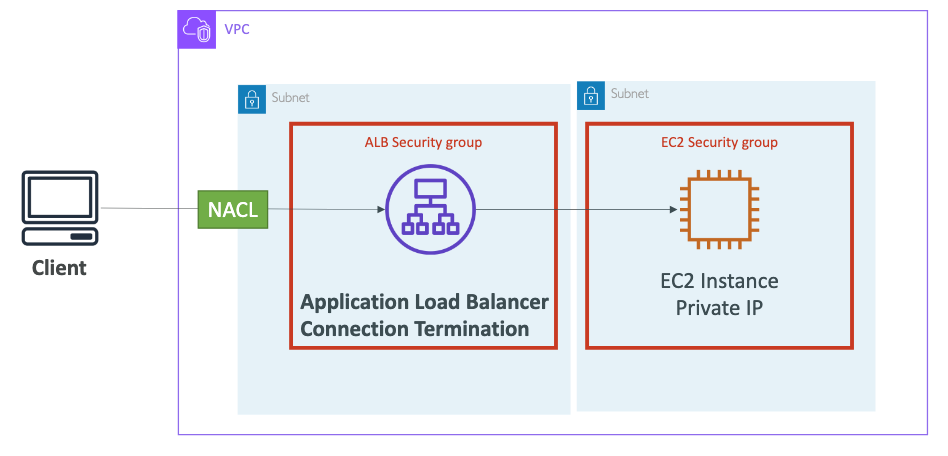 VPC
Subnet
Subnet
ALB Security group
EC2 Security group
NACL
Client
Application Load Balancer
Connection Termination
EC2 Instance
Private IP